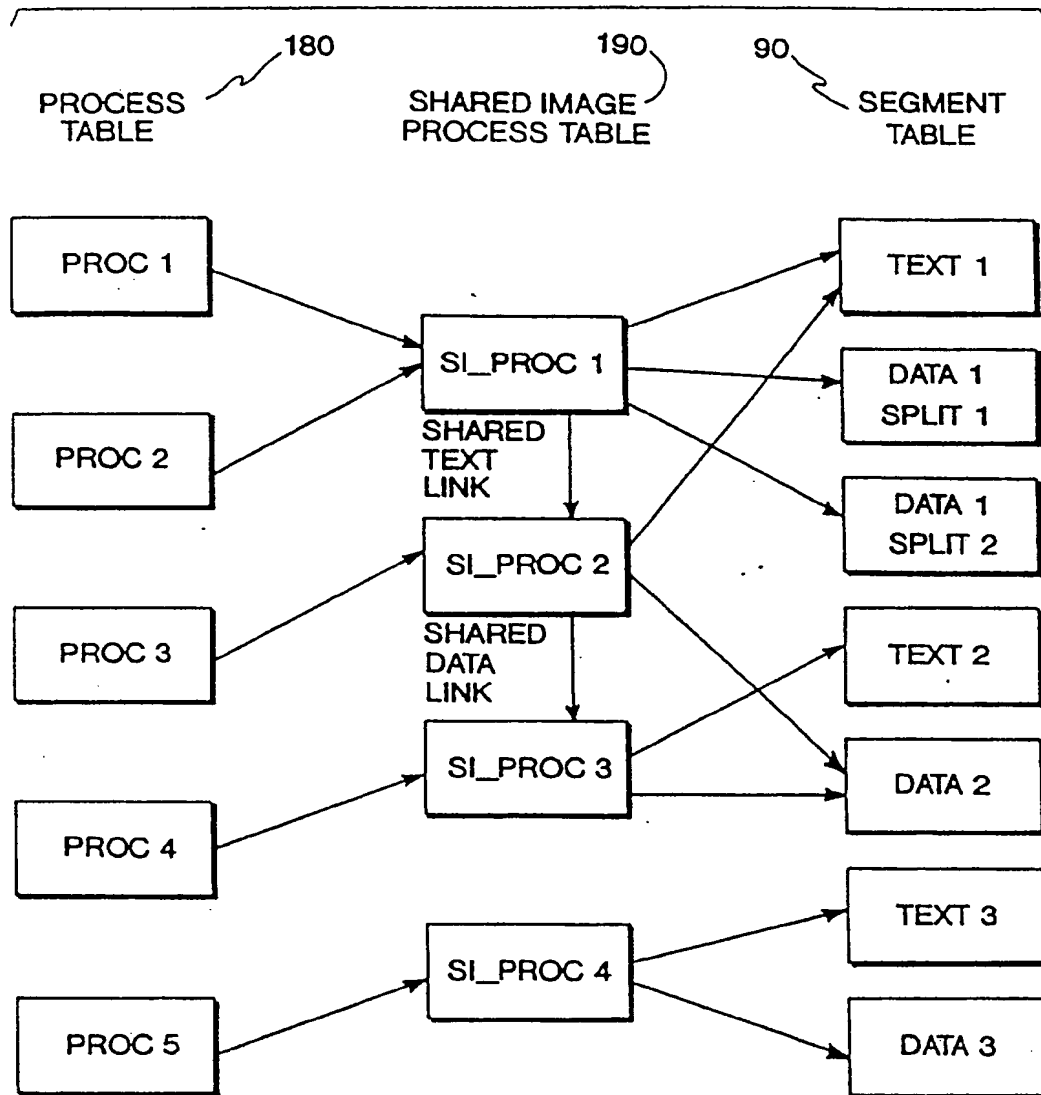 180
190
90
PROCESS
TABLE
SHARED IMAGE
PROCESS TABLE
SEGMENT
TABLE
PROC 1
PROC 2
PROC 3
PROC 4
PROC 5
SI_PROC 1
SHARED
TEXT
LINK
SI_PROC 2
SHARED
DATA
LINK
SI_PROC 3
SI_PROC 4
TEXT 1
DATA 1
SPLIT 1
DATA 1
SPLIT 2
TEXT 2
DATA 2
TEXT 3
DATA 3